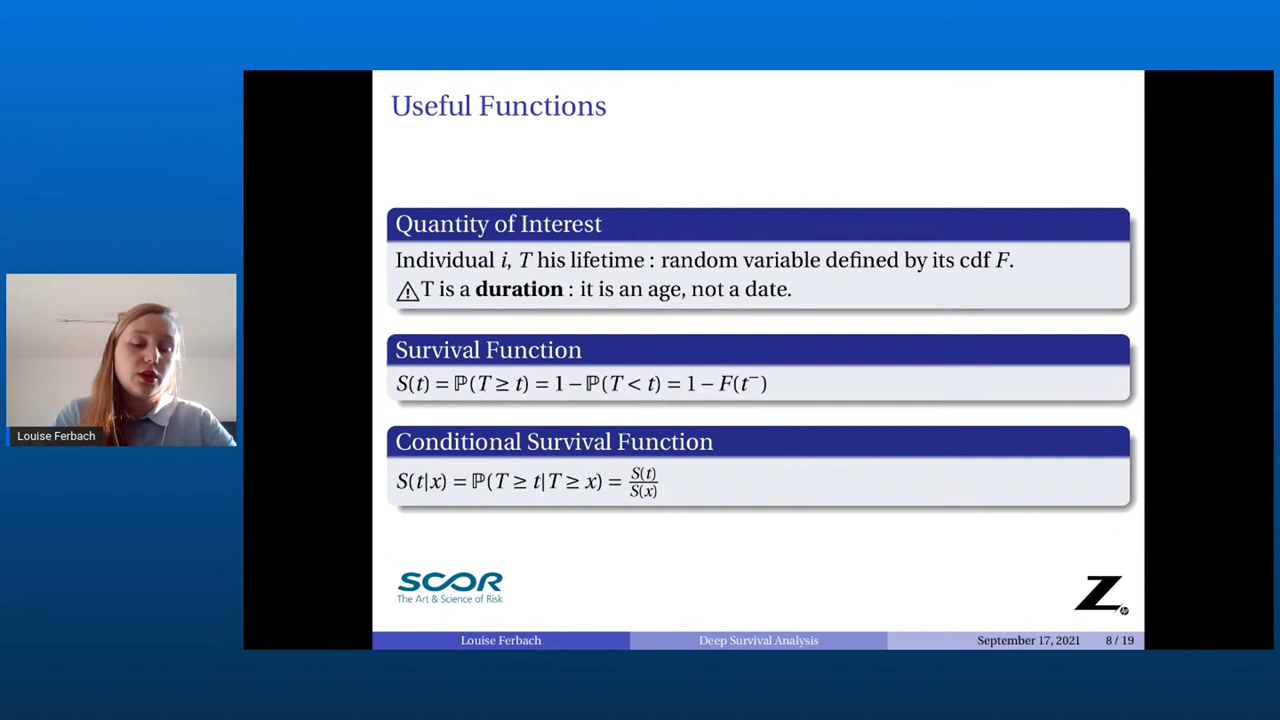 Useful Functions
Quantity of Interest
Individual i, T his lifetime : random variable defined by its cdf F.
⚠T is a duration : it is an age, not a date.
Survival Function
S(t) = ℙ(T ≥ t) = 1 − ℙ(T < t) = 1 − F(t⁻)
Conditional Survival Function
S(t|x) = ℙ(T ≥ t|T ≥ x) = S(t)/S(x)
Louise Ferbach
SCOR
The Art & Science of Risk
Z
hp
Louise Ferbach Deep Survival Analysis September 17, 2021 8 / 19